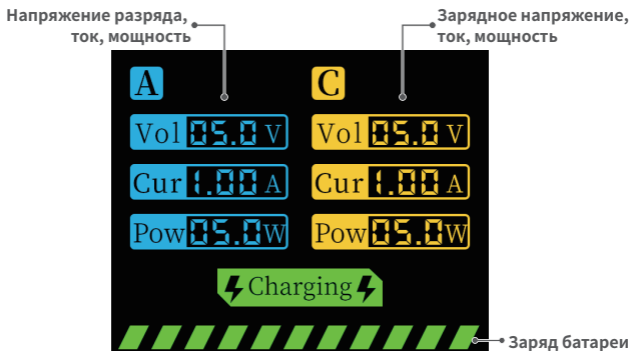 Напряжение разряда,
ток, мощность
Зарядное напряжение,
ток, мощность
A
C
Vol 05.0 V
Vol 05.0 V
Cur 1.00 A
Cur 1.00 A
Pow 05.0 W
Pow 05.0 W
Charging
Заряд батареи